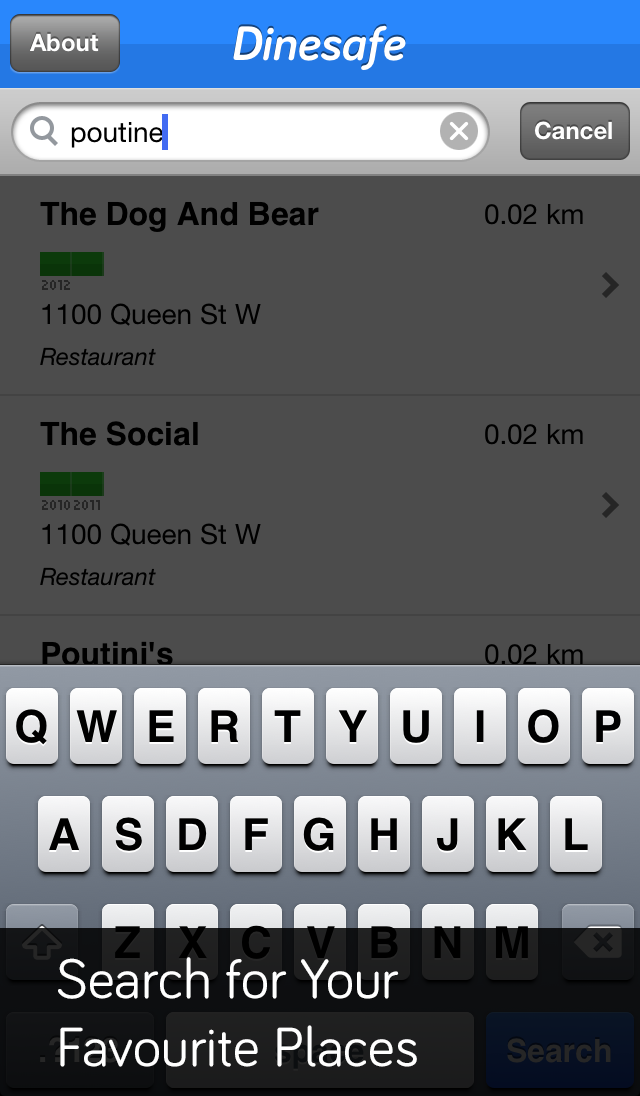 About
Dinesafe
poutine
Cancel
The Dog And Bear
0.02 km
2012
1100 Queen St W
Restaurant
The Social
0.02 km
2010 2011
1100 Queen St W
Restaurant
Poutini's
0.02 km
Q W E R T Y U I O P
A S D F G H J K L
Z X C V B N M
Search for Your
Favourite Places
Search